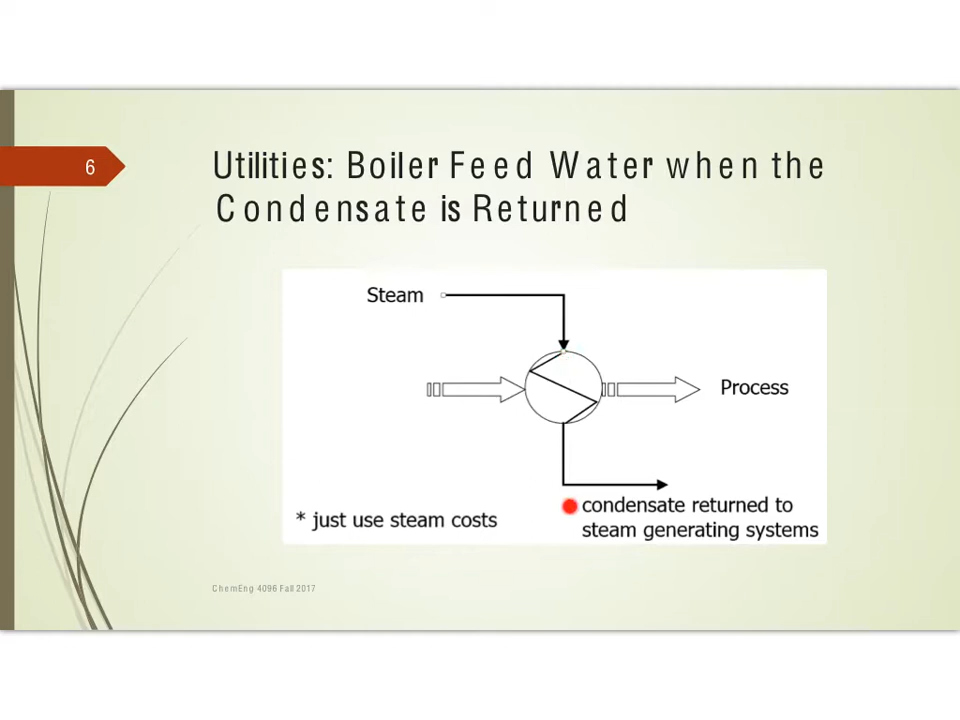 6
Utilities: Boiler Feed Water when the
Condensate is Returned
Steam
Process
condensate returned to
steam generating systems
* just use steam costs
ChemEng 4096 Fall 2017